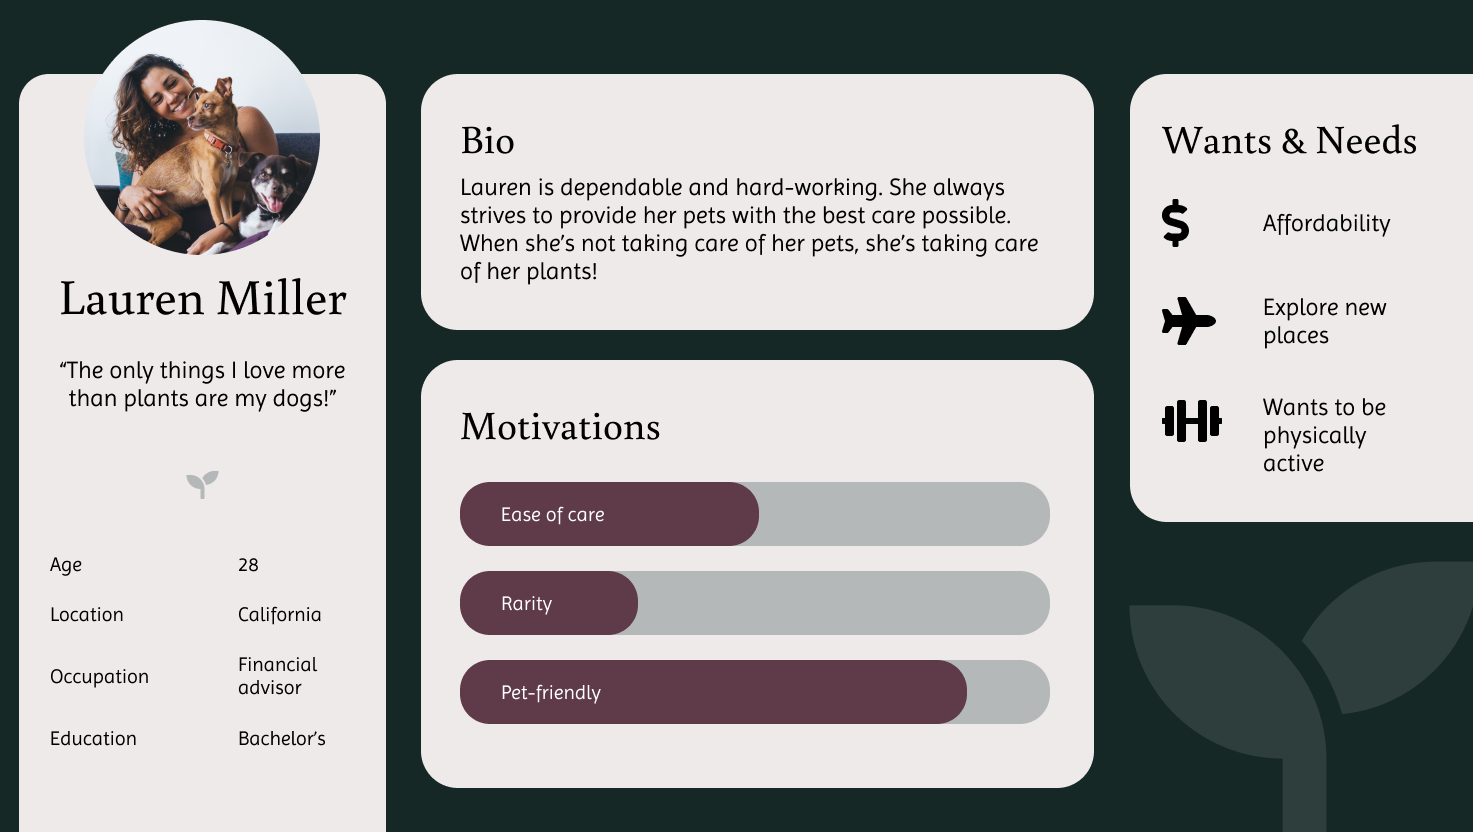 Lauren Miller
“The only things I love more
than plants are my dogs!”
Age 28
Location California
Occupation Financial
advisor
Education Bachelor’s
Bio
Lauren is dependable and hard-working. She always
strives to provide her pets with the best care possible.
When she’s not taking care of her pets, she’s taking care
of her plants!
Motivations
Ease of care
Rarity
Pet-friendly
Wants & Needs
$
Affordability
Explore new
places
Wants to be
physically
active